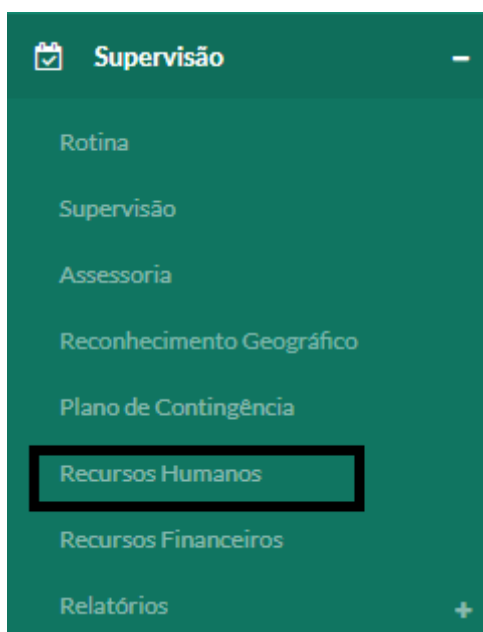 Supervisão
Rotina
Supervisão
Assessoria
Reconhecimento Geográfico
Plano de Contingência
Recursos Humanos
Recursos Financeiros
Relatórios